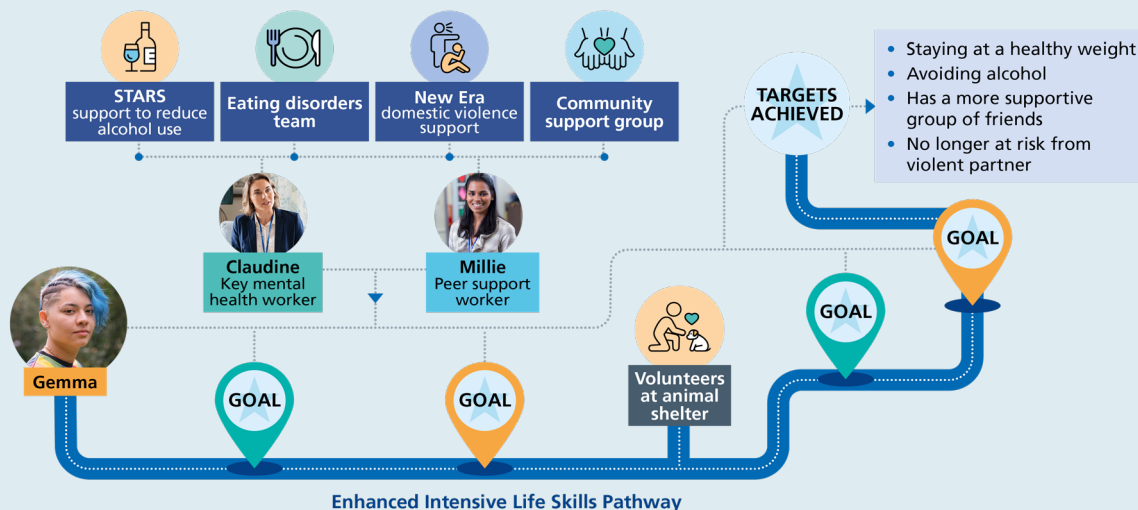 STARS
support to reduce
alcohol use
Eating disorders
team
New Era
domestic violence
support
Community
support group
TARGETS
ACHIEVED
• Staying at a healthy weight
• Avoiding alcohol
• Has a more supportive
group of friends
• No longer at risk from
violent partner
Claudine
Key mental
health worker
Millie
Peer support
worker
Gemma
GOAL
GOAL
Volunteers
at animal
shelter
GOAL
GOAL
Enhanced Intensive Life Skills Pathway